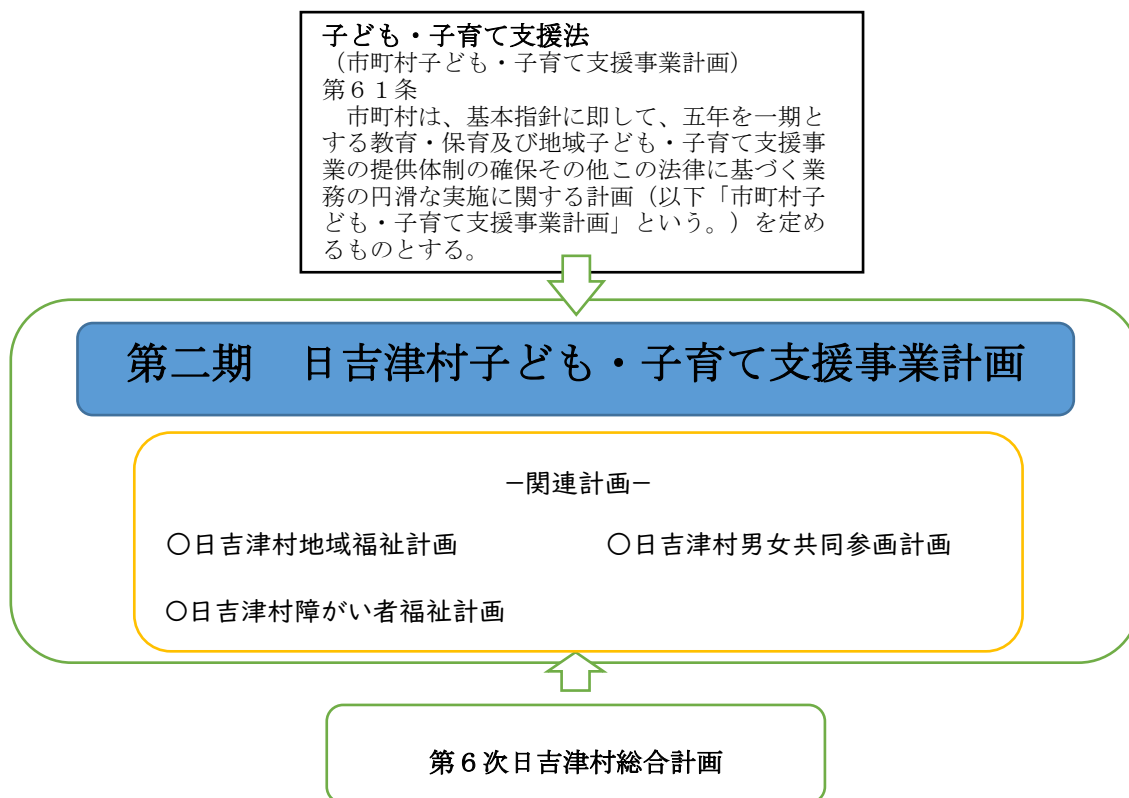 子ども・子育て支援法
（市町村子ども・子育て支援事業計画）
第６１条
　市町村は、基本指針に即して、五年を一期と
する教育・保育及び地域子ども・子育て支援事
業の提供体制の確保その他この法律に基づく業
務の円滑な実施に関する計画（以下「市町村子
ども・子育て支援事業計画」という。）を定め
るものとする。
第二期　日吉津村子ども・子育て支援事業計画
－関連計画－
〇日吉津村地域福祉計画
〇日吉津村男女共同参画計画
〇日吉津村障がい者福祉計画
第６次日吉津村総合計画